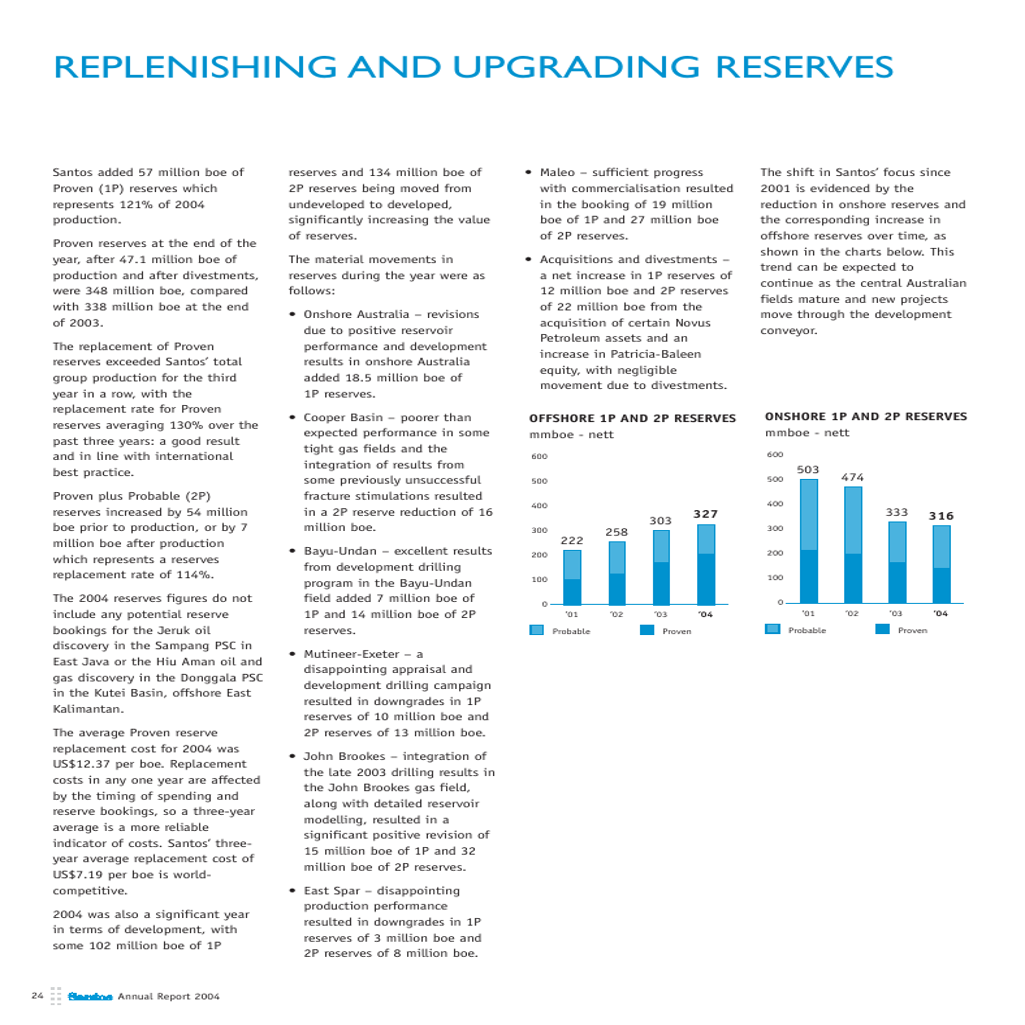 REPLENISHING AND UPGRADING RESERVES
Santos added 57 million boe of
Proven (1P) reserves which
represents 121% of 2004
production.
Proven reserves at the end of the
year, after 47.1 million boe of
production and after divestments,
were 348 million boe, compared
with 338 million boe at the end
of 2003.
The replacement of Proven
reserves exceeded Santos’ total
group production for the third
year in a row, with the
replacement rate for Proven
reserves averaging 130% over the
past three years: a good result
and in line with international
best practice.
Proven plus Probable (2P)
reserves increased by 54 million
boe prior to production, or by 7
million boe after production
which represents a reserves
replacement rate of 114%.
The 2004 reserves figures do not
include any potential reserve
bookings for the Jeruk oil
discovery in the Sampang PSC in
East Java or the Hiu Aman oil and
gas discovery in the Donggala PSC
in the Kutei Basin, offshore East
Kalimantan.
The average Proven reserve
replacement cost for 2004 was
US$12.37 per boe. Replacement
costs in any one year are affected
by the timing of spending and
reserve bookings, so a three-year
average is a more reliable
indicator of costs. Santos’ three-
year average replacement cost of
US$7.19 per boe is world-
competitive.
2004 was also a significant year
in terms of development, with
some 102 million boe of 1P
reserves and 134 million boe of
2P reserves being moved from
undeveloped to developed,
significantly increasing the value
of reserves.
The material movements in
reserves during the year were as
follows:
• Onshore Australia – revisions
due to positive reservoir
performance and development
results in onshore Australia
added 18.5 million boe of
1P reserves.
• Cooper Basin – poorer than
expected performance in some
tight gas fields and the
integration of results from
some previously unsuccessful
fracture stimulations resulted
in a 2P reserve reduction of 16
million boe.
• Bayu-Undan – excellent results
from development drilling
program in the Bayu-Undan
field added 7 million boe of
1P and 14 million boe of 2P
reserves.
• Mutineer-Exeter – a
disappointing appraisal and
development drilling campaign
resulted in downgrades in 1P
reserves of 10 million boe and
2P reserves of 13 million boe.
• John Brookes – integration of
the late 2003 drilling results in
the John Brookes gas field,
along with detailed reservoir
modelling, resulted in a
significant positive revision of
15 million boe of 1P and 32
million boe of 2P reserves.
• East Spar – disappointing
production performance
resulted in downgrades in 1P
reserves of 3 million boe and
2P reserves of 8 million boe.
• Maleo – sufficient progress
with commercialisation resulted
in the booking of 19 million
boe of 1P and 27 million boe
of 2P reserves.
• Acquisitions and divestments –
a net increase in 1P reserves of
12 million boe and 2P reserves
of 22 million boe from the
acquisition of certain Novus
Petroleum assets and an
increase in Patricia-Baleen
equity, with negligible
movement due to divestments.
The shift in Santos’ focus since
2001 is evidenced by the
reduction in onshore reserves and
the corresponding increase in
offshore reserves over time, as
shown in the charts below. This
trend can be expected to
continue as the central Australian
fields mature and new projects
move through the development
conveyor.
OFFSHORE 1P AND 2P RESERVES
mmboe - nett
600
500
400
300
200
100
0
222
258
303
327
’01 ’02 ’03 ’04
Probable Proven
ONSHORE 1P AND 2P RESERVES
mmboe - nett
600
500
400
300
200
100
0
503
474
333
316
’01 ’02 ’03 ’04
Probable Proven
24 Santos Annual Report 2004